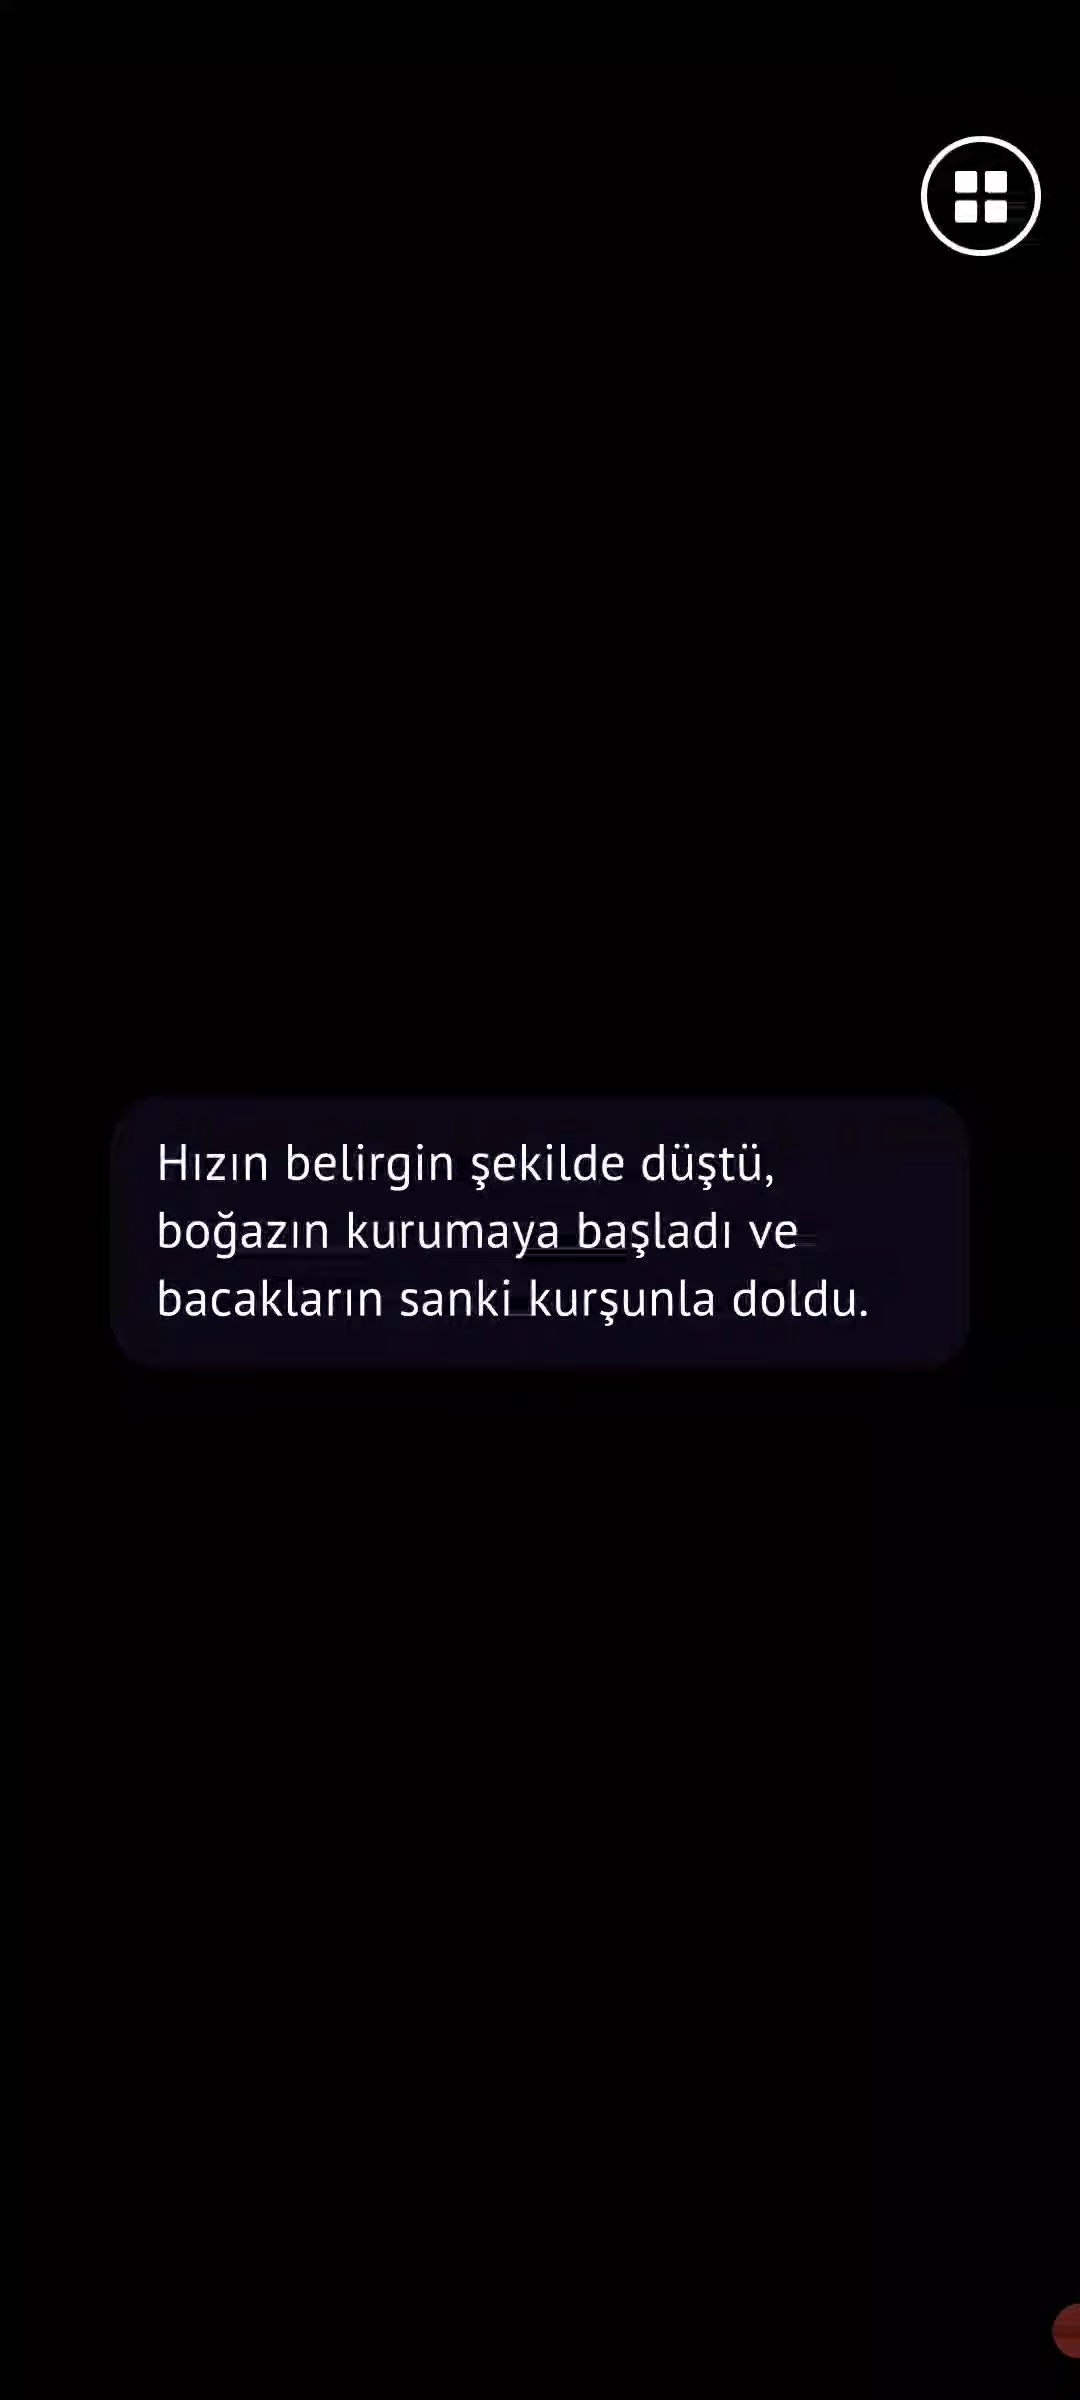 Hızın belirgin şekilde düştü,
boğazın kurumaya başladı ve
bacakların sanki kurşunla doldu.